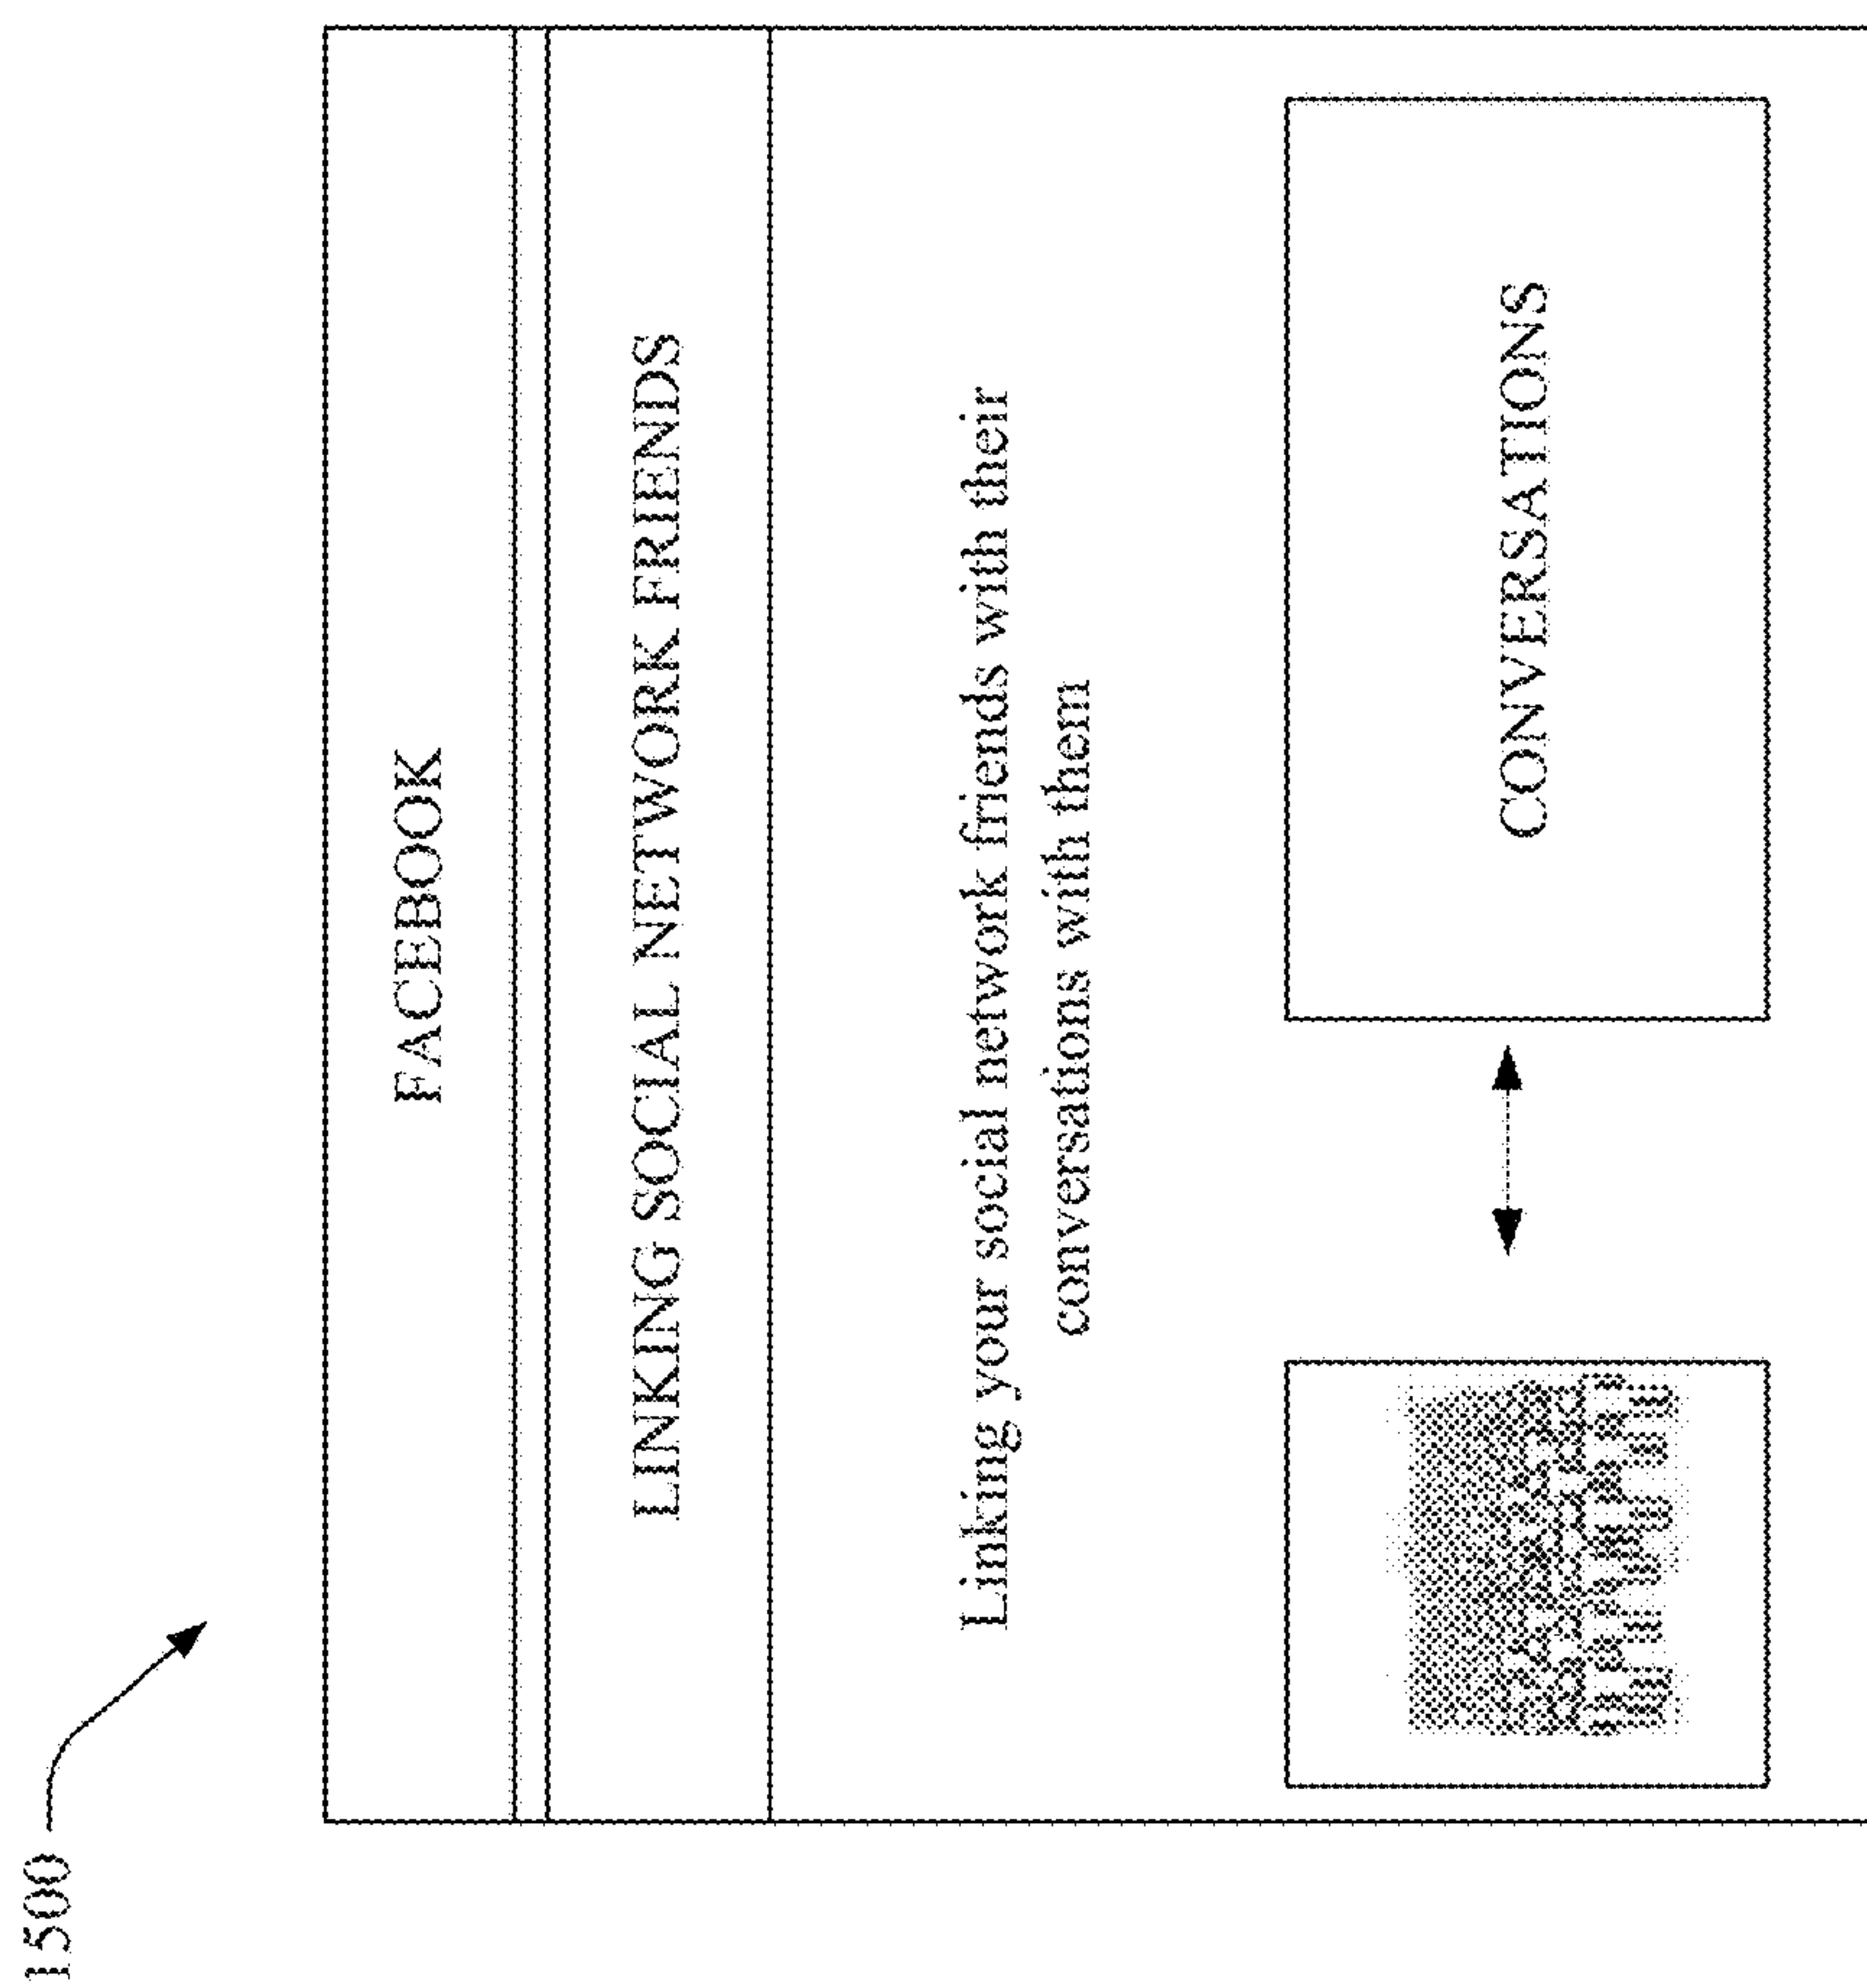 1500
FACEBOOK
LINKING SOCIAL NETWORK FRIENDS
Linking your social network friends with their
conversations with them
CONVERSATIONS